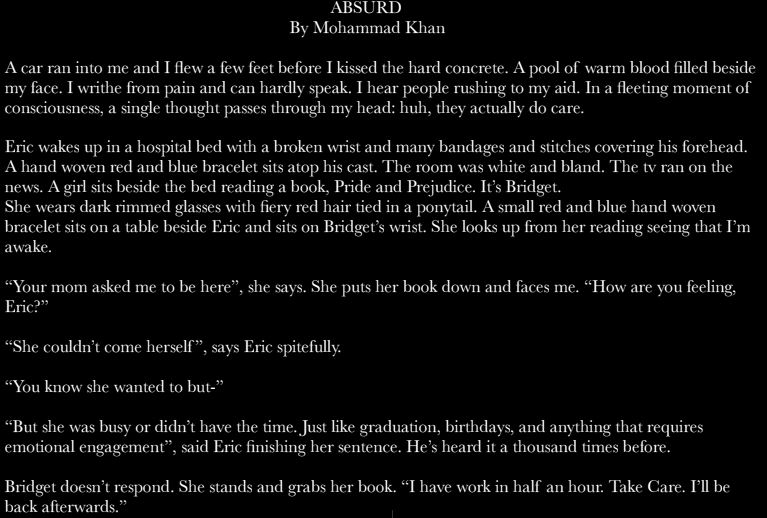 ABSURD
By Mohammad Khan
A car ran into me and I flew a few feet before I kissed the hard concrete. A pool of warm blood filled beside
my face. I writhe from pain and can hardly speak. I hear people rushing to my aid. In a fleeting moment of
consciousness, a single thought passes through my head: huh, they actually do care.
Eric wakes up in a hospital bed with a broken wrist and many bandages and stitches covering his forehead.
A hand woven red and blue bracelet sits atop his cast. The room was white and bland. The tv ran on the
news. A girl sits beside the bed reading a book, Pride and Prejudice. It’s Bridget.
She wears dark rimmed glasses with fiery red hair tied in a ponytail. A small red and blue hand woven
bracelet sits on a table beside Eric and sits on Bridget’s wrist. She looks up from her reading seeing that I’m
awake.
“Your mom asked me to be here”, she says. She puts her book down and faces me. “How are you feeling,
Eric?”
“She couldn’t come herself”, says Eric spitefully.
“You know she wanted to but-”
“But she was busy or didn’t have the time. Just like graduation, birthdays, and anything that requires
emotional engagement”, said Eric finishing her sentence. He’s heard it a thousand times before.
Bridget doesn’t respond. She stands and grabs her book. “I have work in half an hour. Take Care. I’ll be
back afterwards.”